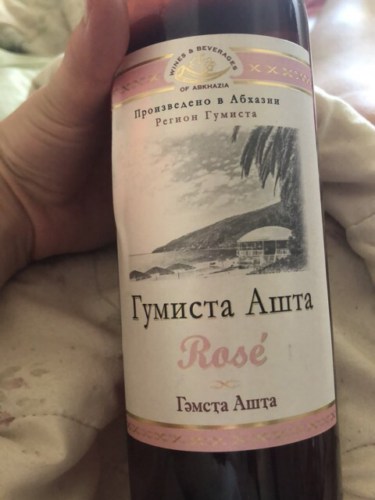 WINES & BEVERAGES
OF ABKHAZIA
Произведено в Абхазии
Регион Гумиста
Гумиста Ашта
Rosé
Гәмсҭа Ашҭа